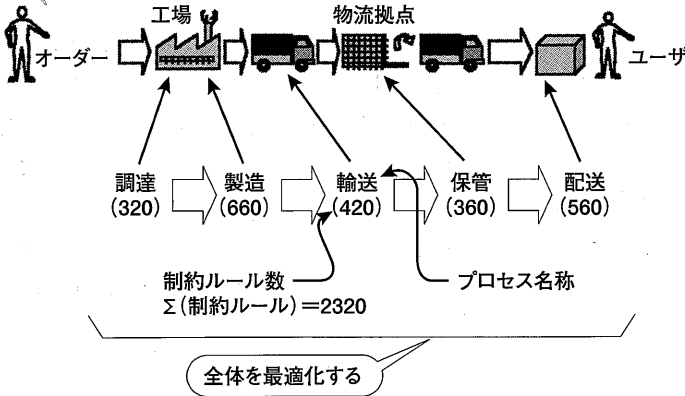 工場
物流拠点
オーダー
ユーザ
調達
(320)
製造
(660)
輸送
(420)
保管
(360)
配送
(560)
制約ルール数
Σ(制約ルール)=2320
プロセス名称
全体を最適化する